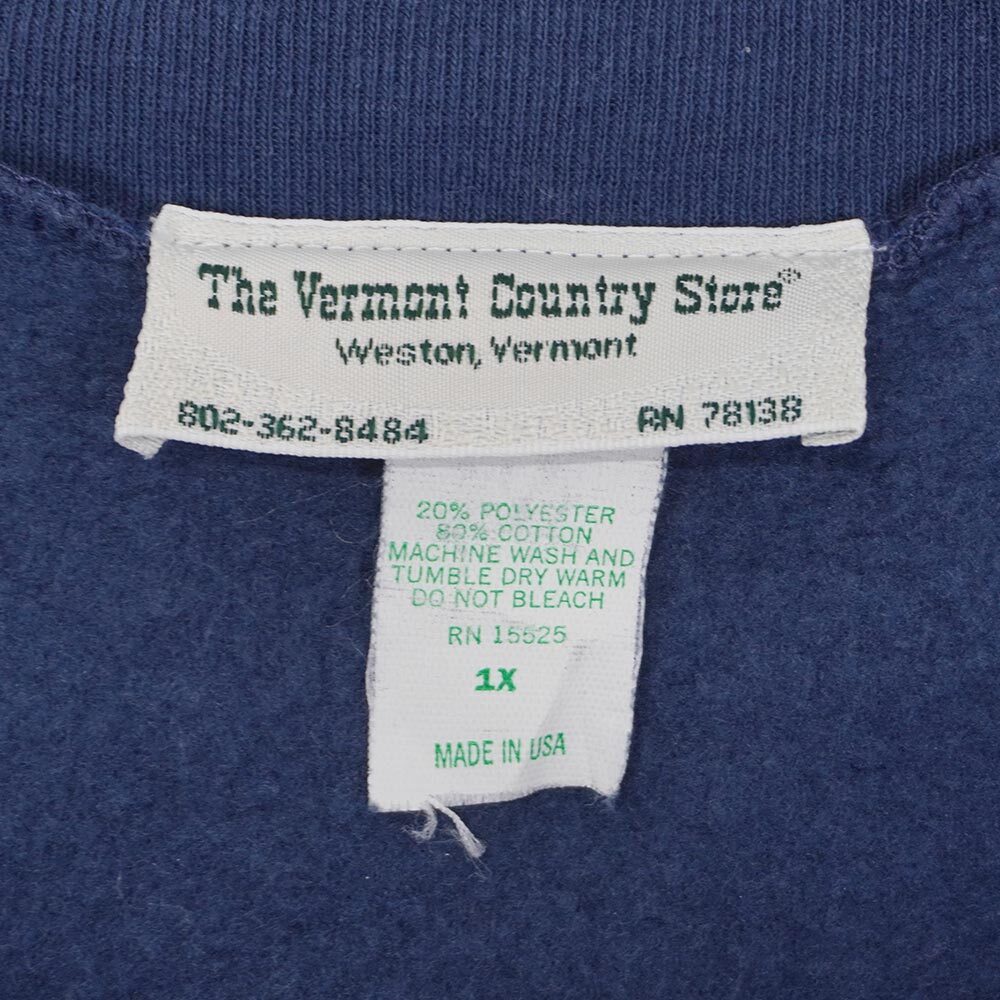 The Vermont Country Store®
Weston, Vermont
802-362-8484 RN 78138
20% POLYESTER
80% COTTON
MACHINE WASH AND
TUMBLE DRY WARM
DO NOT BLEACH
RN 15525
1X
MADE IN USA